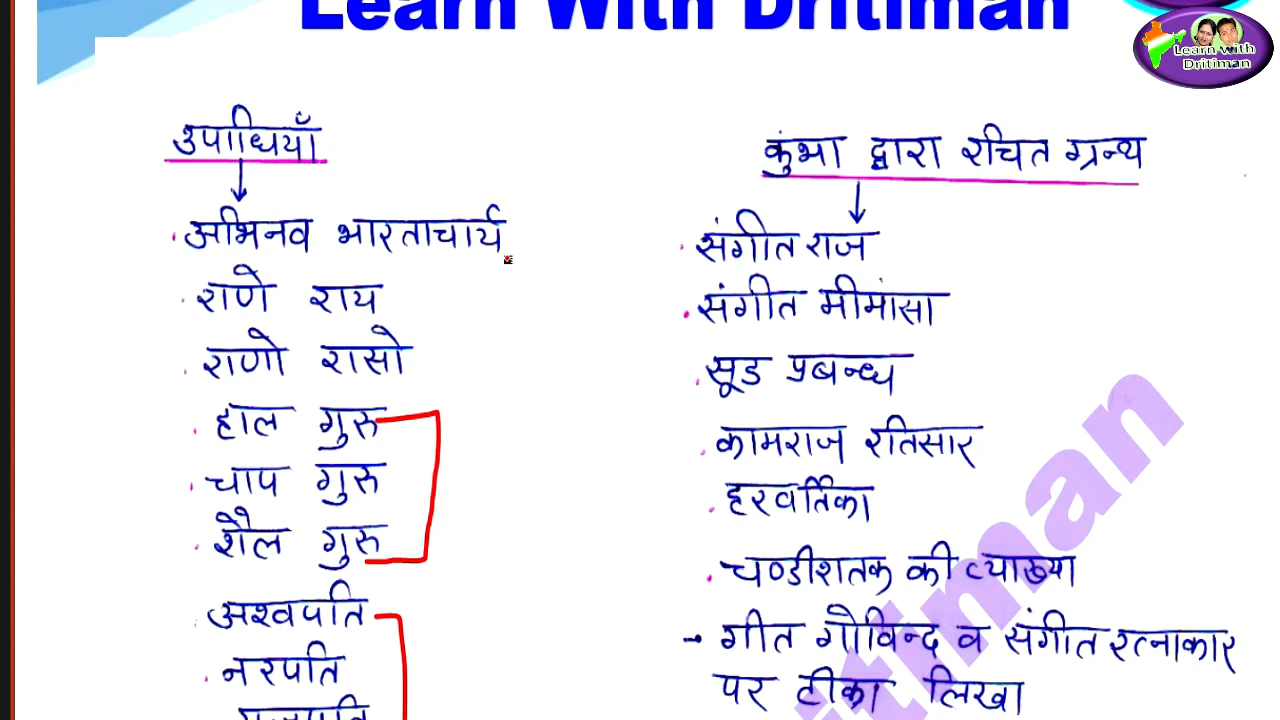 Learn With Dritiman
Learn with
Dritiman
उपाधियाँ
अभिनव भारताचार्य
राणे राय
राणो रासो
हाल गुरु
चाप गुरु
शैल गुरु
अश्वपति
नरपति
कुंभा द्वारा रचित ग्रन्थ
संगीत राज
संगीत मीमांसा
सूड प्रबन्ध
कामराज रतिसार
हरवर्तिका
चण्डीशतक की व्याख्या
गीत गौविन्द व संगीत रत्नाकार
पर टीका लिखा